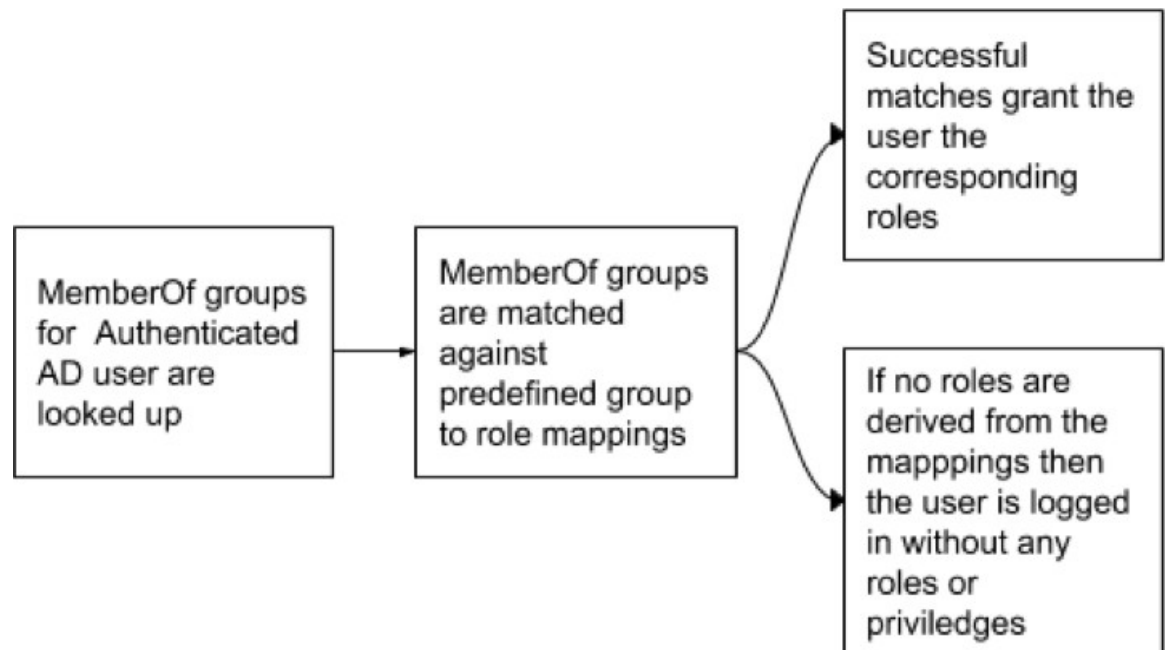 MemberOf groups
for  Authenticated
AD user are
looked up
MemberOf groups
are matched
against
predefined group
to role mappings
Successful
matches grant the
user the
corresponding
roles
If no roles are
derived from the
mapppings then
the user is logged
in without any
roles or
priviledges